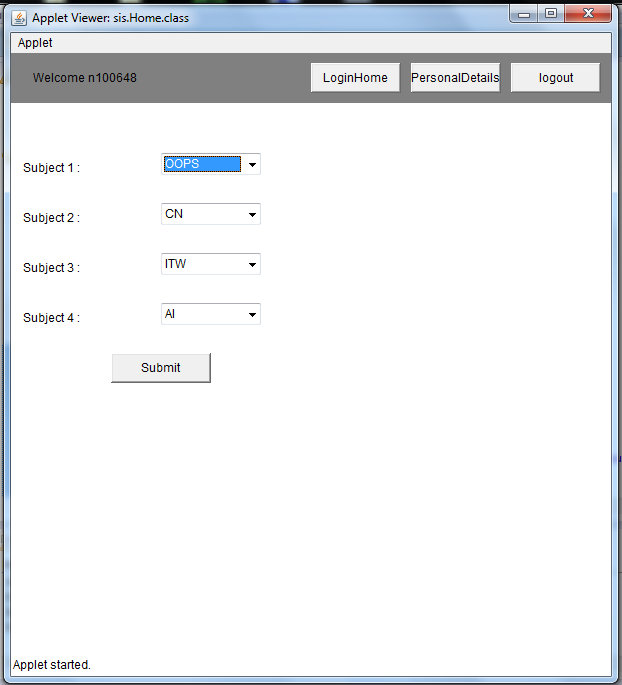 Applet Viewer: sis.Home.class
Applet
Welcome n100648 LoginHome PersonalDetails logout
Subject 1 : OOPS
Subject 2 : CN
Subject 3 : ITW
Subject 4 : AI
Submit
Applet started.